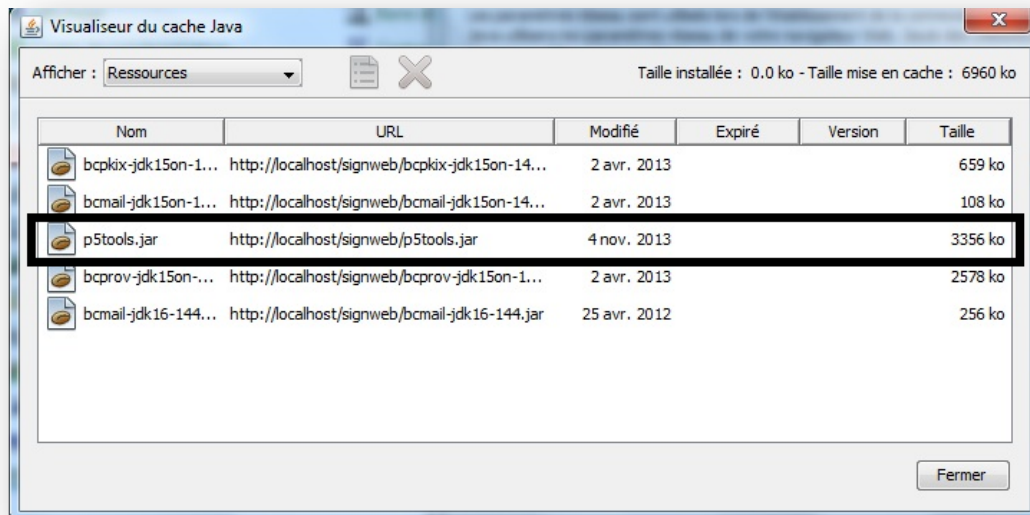 Visualiseur du cache Java
Afficher : Ressources Taille installée : 0.0 ko - Taille mise en cache : 6960 ko
Nom URL Modifié Expiré Version Taille
bcpkix-jdk15on-1... http://localhost/signweb/bcpkix-jdk15on-14... 2 avr. 2013 659 ko
bcmail-jdk15on-1... http://localhost/signweb/bcmail-jdk15on-14... 2 avr. 2013 108 ko
p5tools.jar http://localhost/signweb/p5tools.jar 4 nov. 2013 3356 ko
bcprov-jdk15on-... http://localhost/signweb/bcprov-jdk15on-1... 2 avr. 2013 2578 ko
bcmail-jdk16-144... http://localhost/signweb/bcmail-jdk16-144.jar 25 avr. 2012 256 ko
Fermer